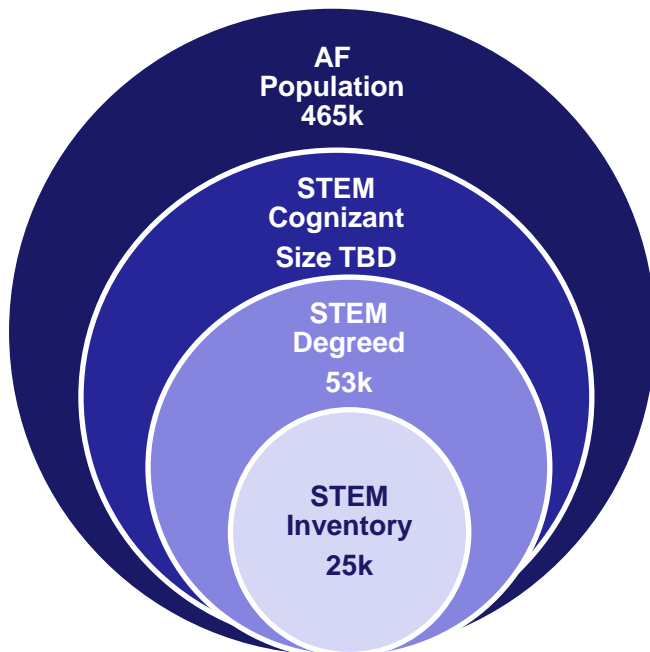 AF
Population
465k
STEM
Cognizant
Size TBD
STEM
Degreed
53k
STEM
Inventory
25k